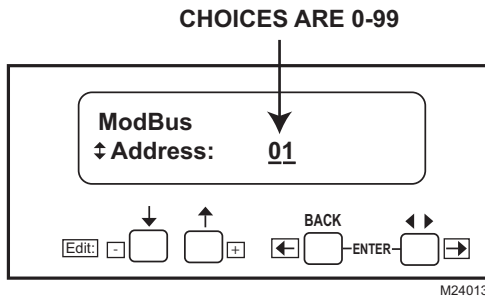 CHOICES ARE 0-99
ModBus
Address: 01
BACK
Edit: - + ENTER
M24013